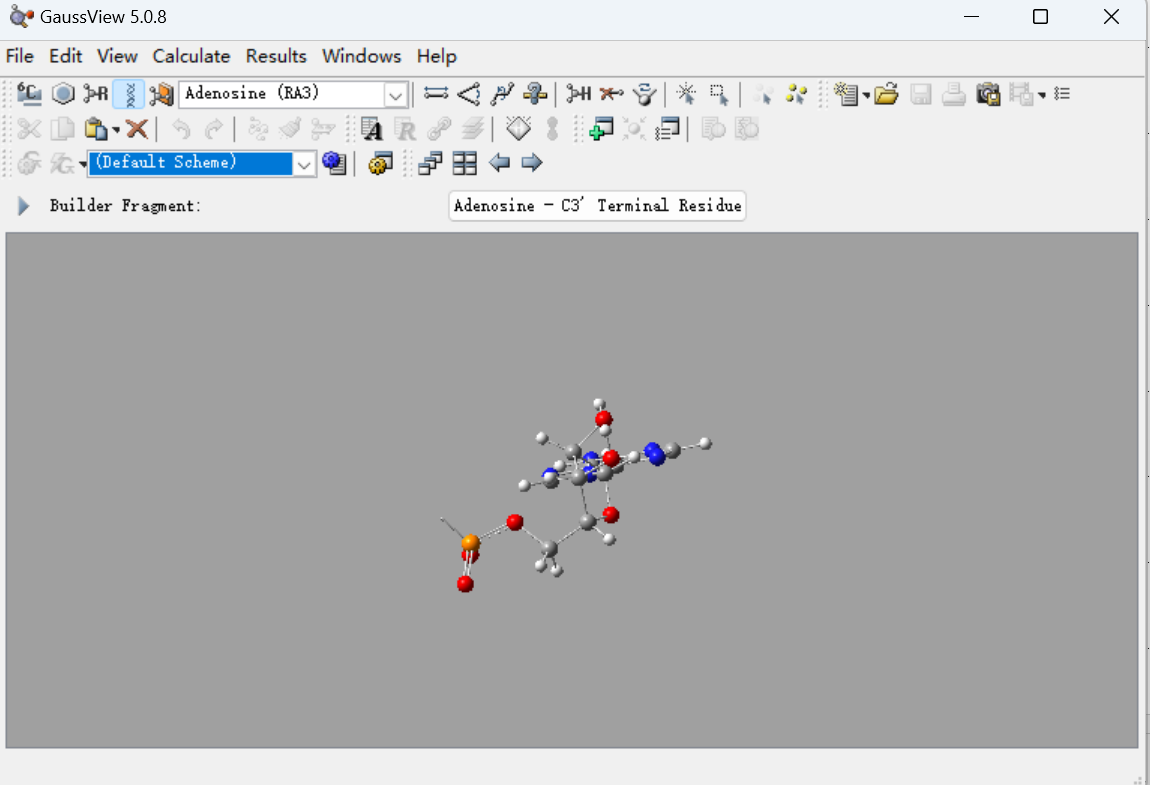 GaussView 5.0.8
File Edit View Calculate Results Windows Help
6C R Adenosine (RA3) H
A R
(Default Scheme)
Builder Fragment: Adenosine - C3' Terminal Residue